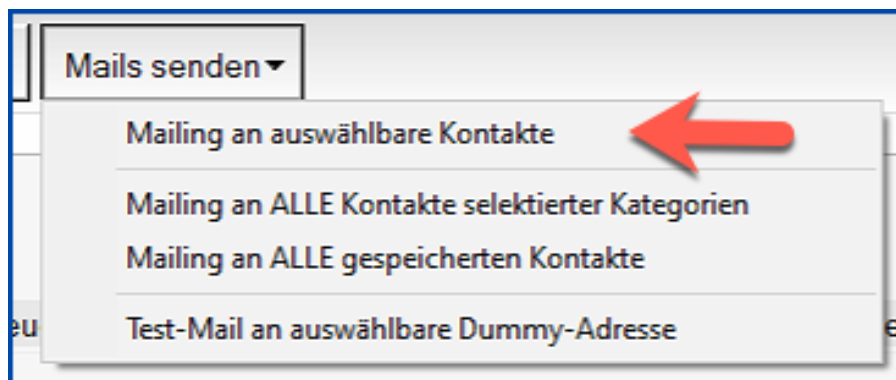 Mails senden
Mailing an auswählbare Kontakte
Mailing an ALLE Kontakte selektierter Kategorien
Mailing an ALLE gespeicherten Kontakte
Test-Mail an auswählbare Dummy-Adresse